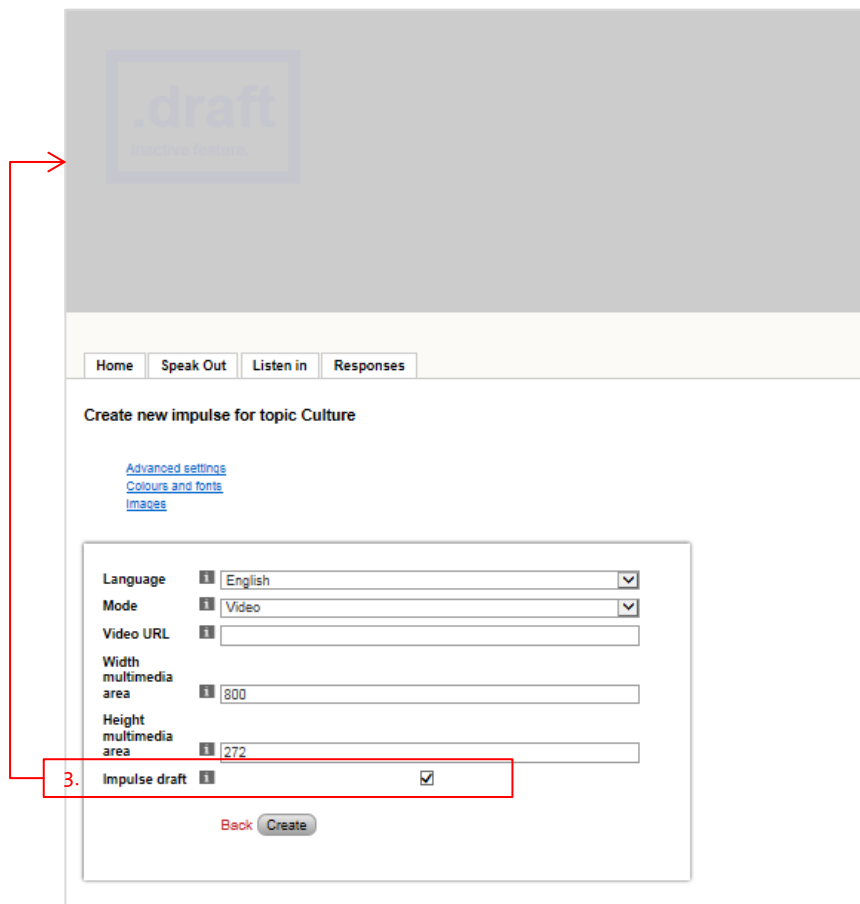 .draft
Inactive feature.
Home Speak Out Listen in Responses
Create new impulse for topic Culture
Advanced settings
Colours and fonts
Images
Language i English
Mode i Video
Video URL i
Width
multimedia
area i 800
Height
multimedia
area i 272
3. Impulse draft i
Back Create